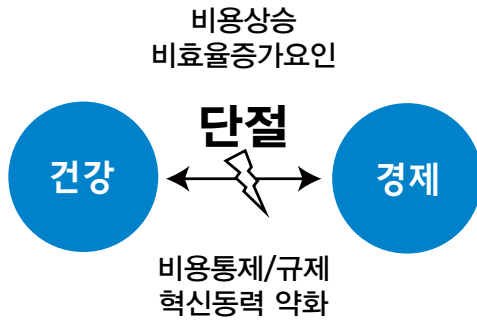 비용상승
비효율증가요인
단절
건강
경제
비용통제/규제
혁신동력 약화